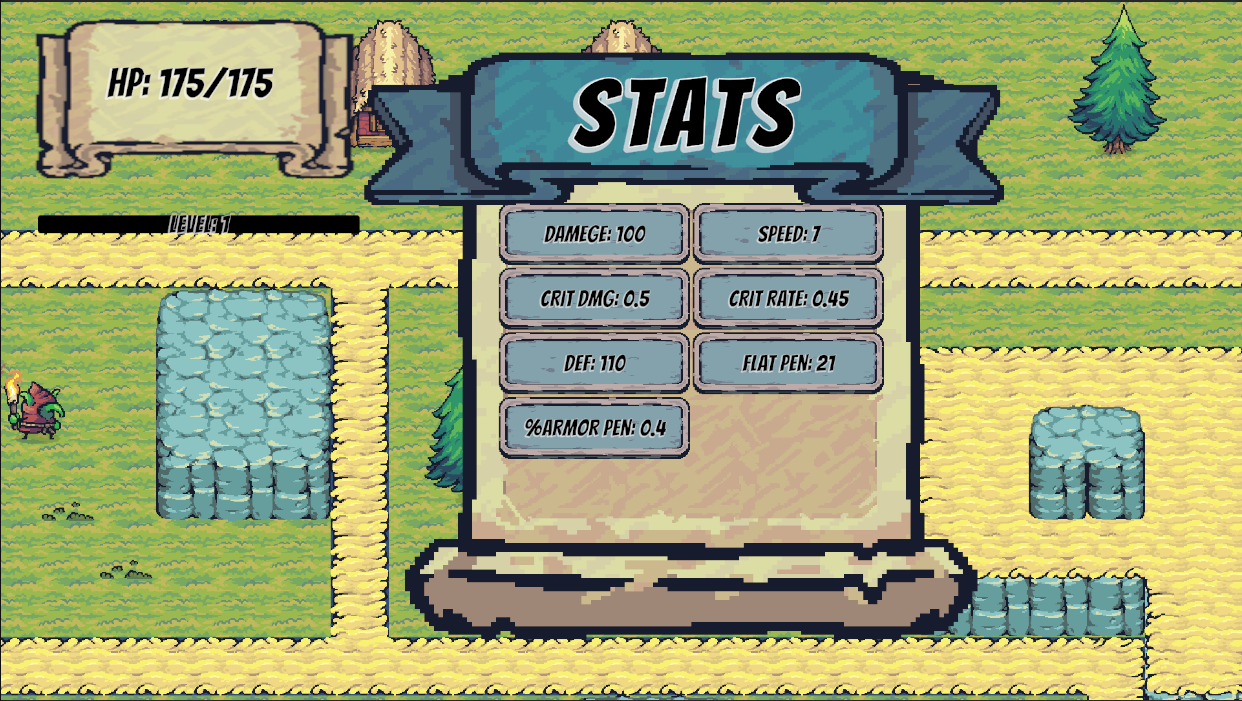 HP: 175/175
STATS
LEVEL: 1
DAMEGE: 100
SPEED: 7
CRIT DMG: 0.5
CRIT RATE: 0.45
DEF: 110
FLAT PEN: 21
%ARMOR PEN: 0.4